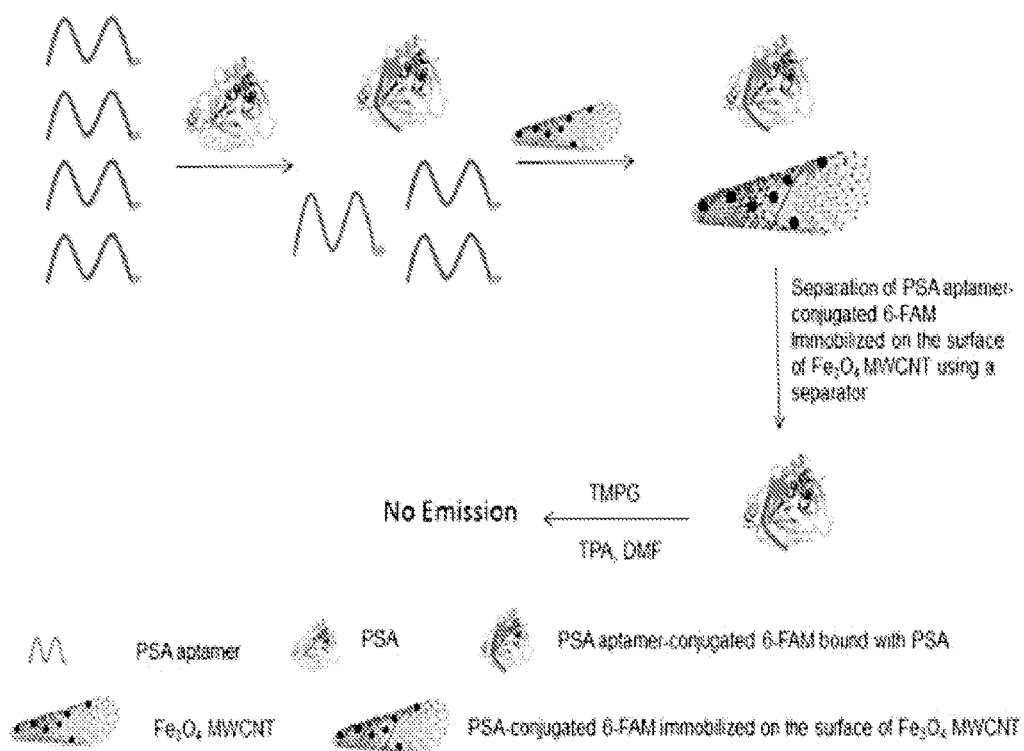 Separation of PSA aptamer-
conjugated 6-FAM
Immobilized on the surface
of Fe₃O₄ MWCNT using a
separator
No Emission
TMPG
TPA, DMF
PSA aptamer
PSA
PSA aptamer-conjugated 6-FAM bound with PSA
Fe₃O₄ MWCNT
PSA-conjugated 6-FAM immobilized on the surface of Fe₃O₄ MWCNT